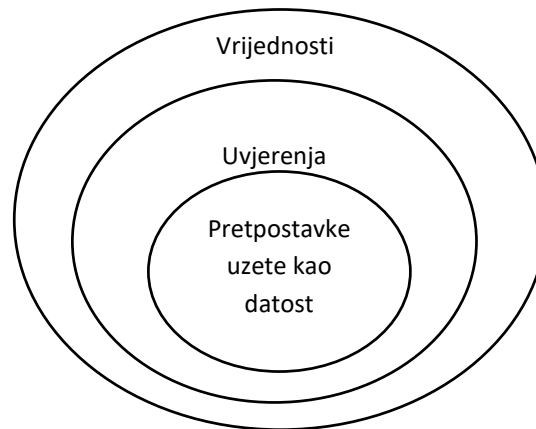 Vrijednosti
Uvjerenja
Pretpostavke
uzete kao
datost